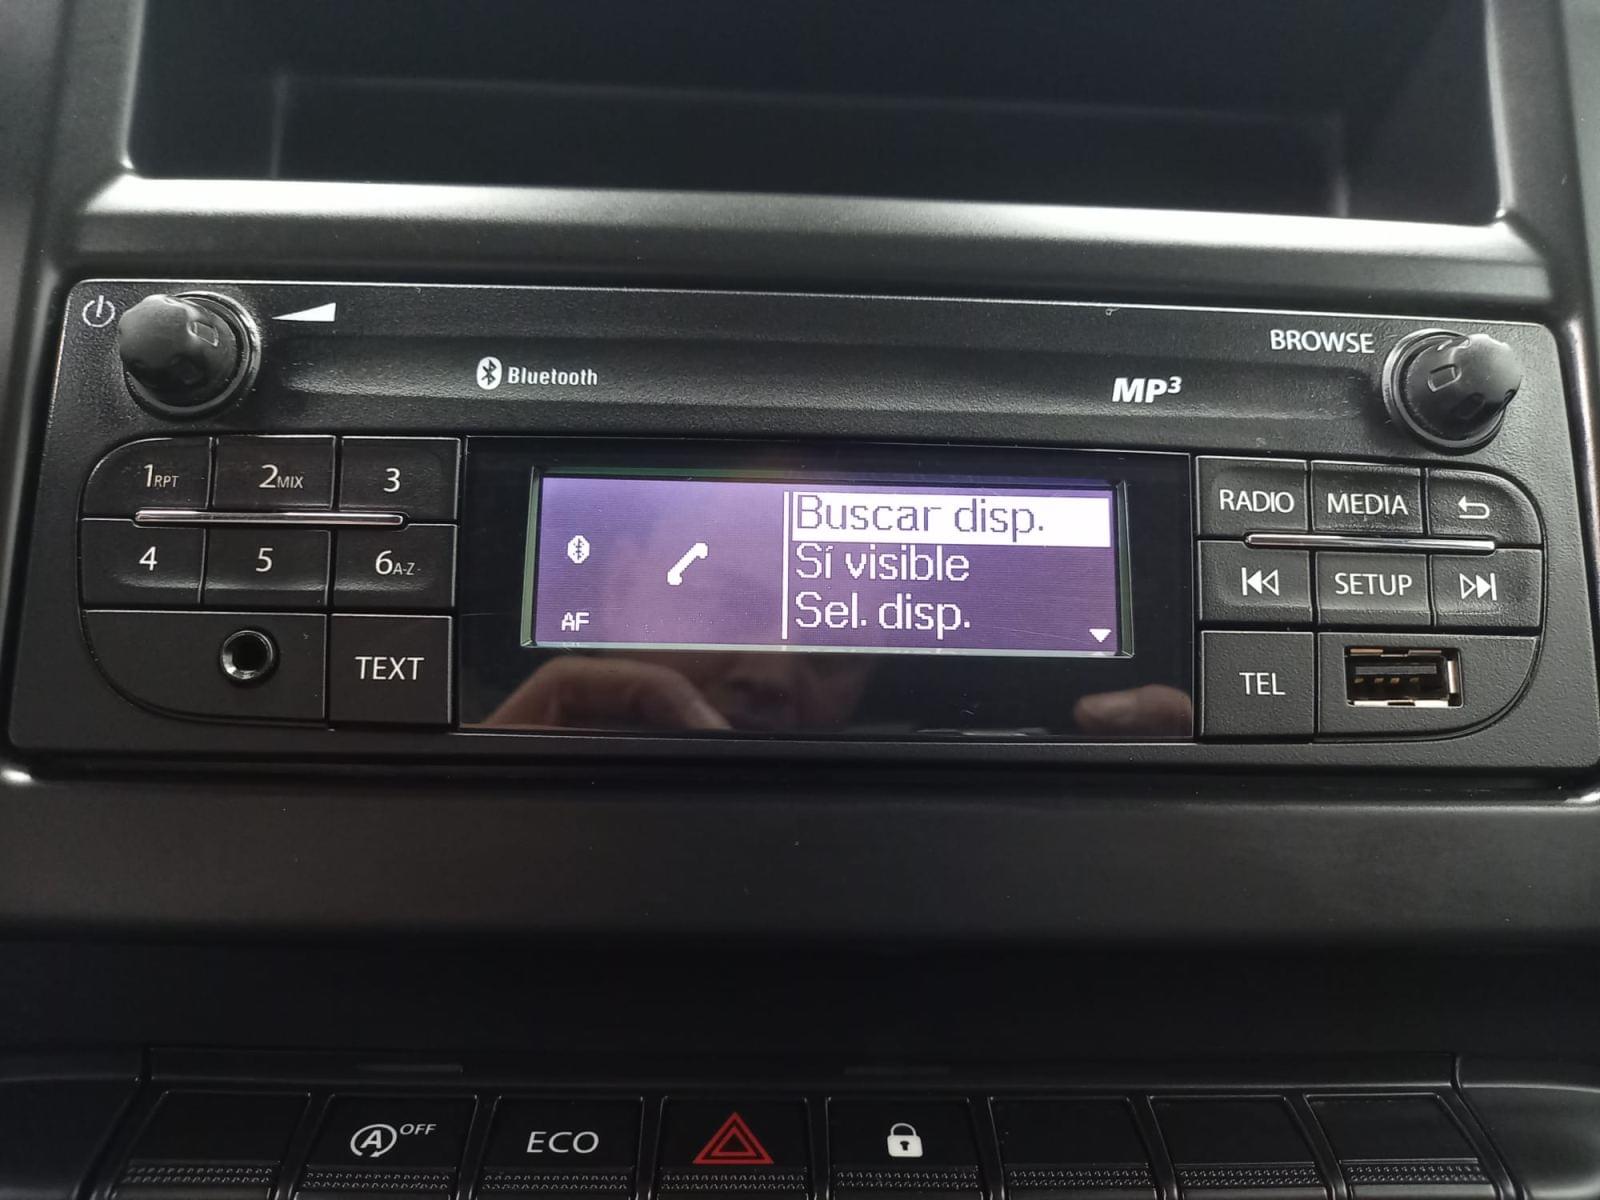 BROWSE
Bluetooth
MP3
1RPT
2MIX
3
4
5
6A-Z
TEXT
Buscar disp.
Sí visible
Sel. disp.
AF
RADIO
MEDIA
SETUP
TEL
A OFF
ECO